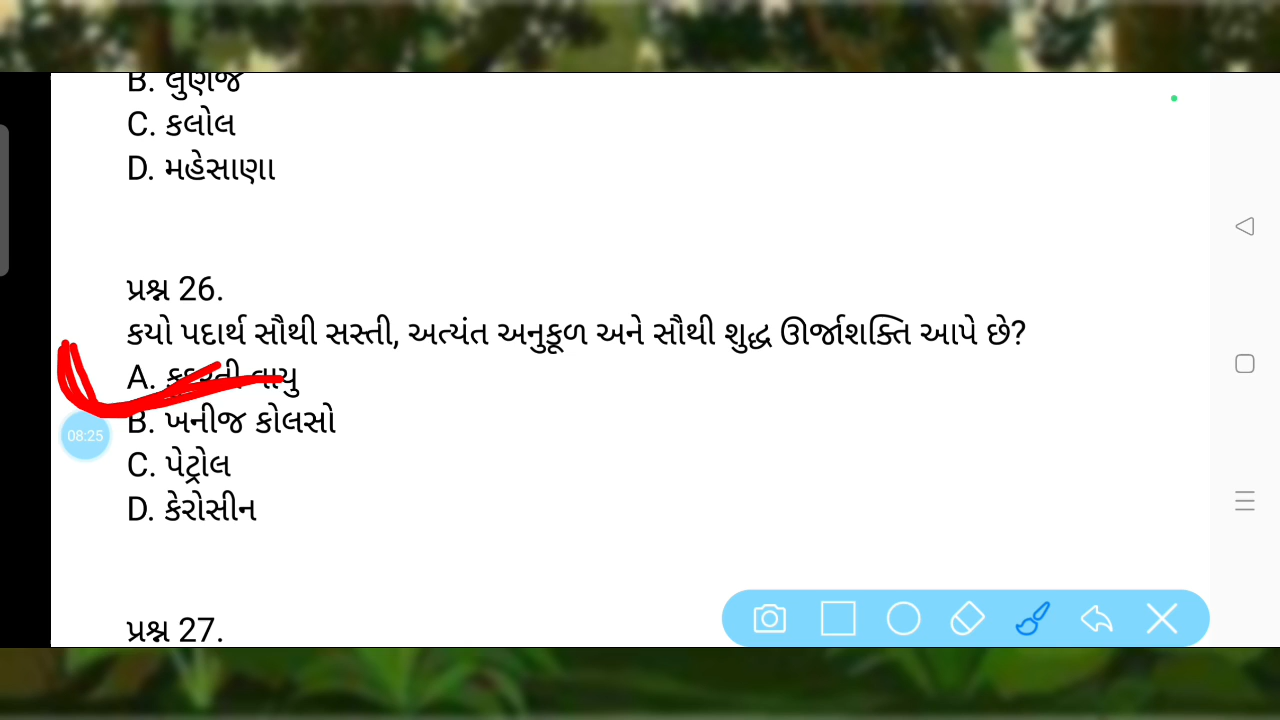 B. લુણેજ
C. કલોલ
D. મહેસાણા
પ્રશ્ન 26.
કયો પદાર્થ સૌથી સસ્તી, અત્યંત અનુકૂળ અને સૌથી શુદ્ધ ઊર્જાશક્તિ આપે છે?
A. કુદરતી વાયુ
B. ખનીજ કોલસો
08:25
C. પેટ્રોલ
D. કેરોસીન
પ્રશ્ન 27.